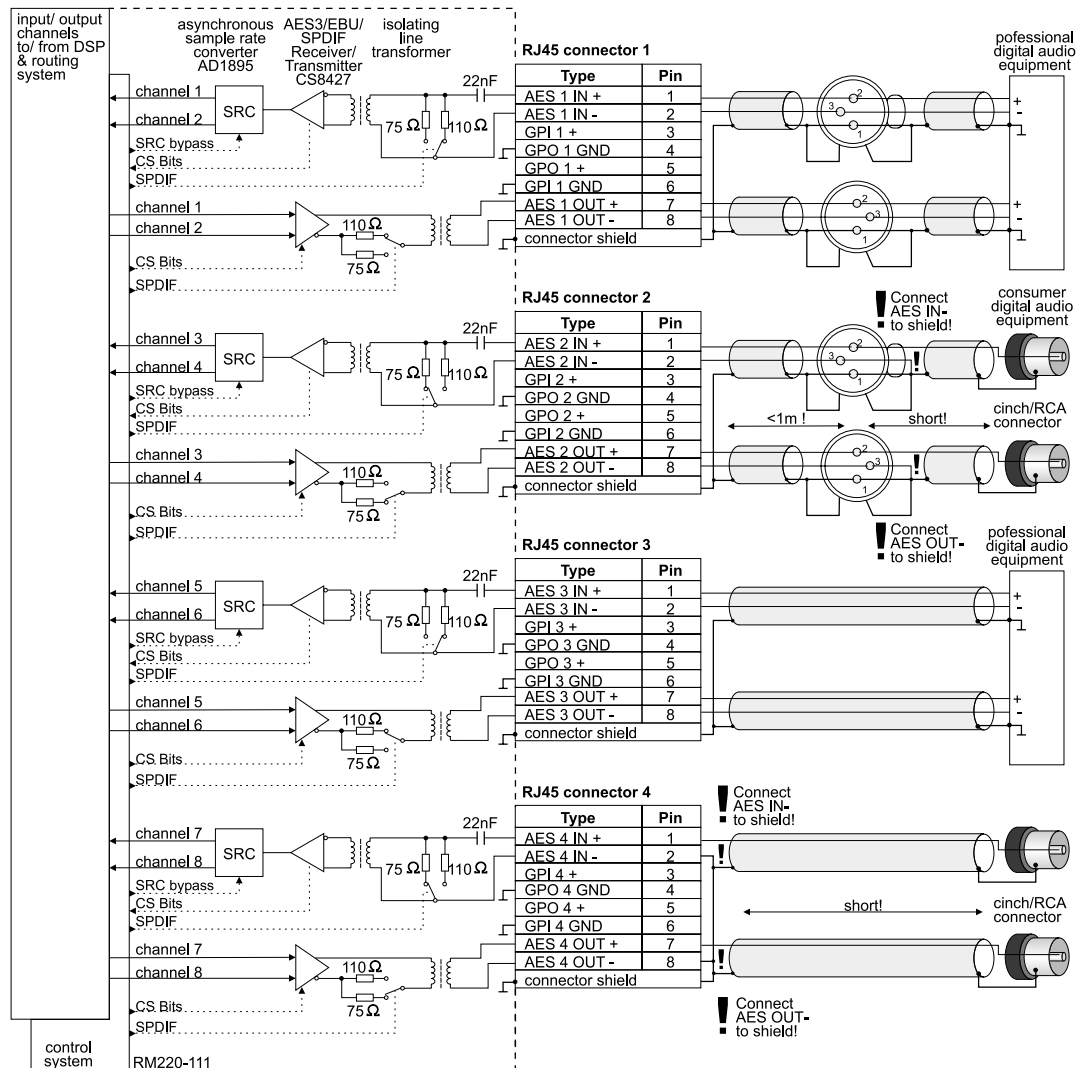 input/ output
channels
to/ from DSP
& routing
system
asynchronous
sample rate
converter
AD1895
AES3/EBU/
SPDIF
Receiver/
Transmitter
CS8427
isolating
line
transformer
RJ45 connector 1
pofessional
digital audio
equipment
channel 1
channel 2
SRC
SRC bypass
CS Bits
SPDIF
22nF
75 Ω
110 Ω
channel 1
channel 2
CS Bits
SPDIF
110 Ω
75 Ω
Type Pin
AES 1 IN + 1
AES 1 IN - 2
GPI 1 + 3
GPO 1 GND 4
GPO 1 + 5
GPI 1 GND 6
AES 1 OUT + 7
AES 1 OUT - 8
connector shield
2
3
1
+
-
2
3
1
+
-
RJ45 connector 2
! Connect
AES IN-
to shield!
consumer
digital audio
equipment
channel 3
channel 4
SRC
SRC bypass
CS Bits
SPDIF
22nF
75 Ω
110 Ω
channel 3
channel 4
CS Bits
SPDIF
110 Ω
75 Ω
Type Pin
AES 2 IN + 1
AES 2 IN - 2
GPI 2 + 3
GPO 2 GND 4
GPO 2 + 5
GPI 2 GND 6
AES 2 OUT + 7
AES 2 OUT - 8
connector shield
2
3
1
!
<1m !
short!
cinch/RCA
connector
2
3
1
!
! Connect
AES OUT-
to shield!
RJ45 connector 3
pofessional
digital audio
equipment
channel 5
channel 6
SRC
SRC bypass
CS Bits
SPDIF
22nF
75 Ω
110 Ω
channel 5
channel 6
CS Bits
SPDIF
110 Ω
75 Ω
Type Pin
AES 3 IN + 1
AES 3 IN - 2
GPI 3 + 3
GPO 3 GND 4
GPO 3 + 5
GPI 3 GND 6
AES 3 OUT + 7
AES 3 OUT - 8
connector shield
+
-
+
-
RJ45 connector 4
! Connect
AES IN-
to shield!
channel 7
channel 8
SRC
SRC bypass
CS Bits
SPDIF
22nF
75 Ω
110 Ω
channel 7
channel 8
CS Bits
SPDIF
110 Ω
75 Ω
Type Pin
AES 4 IN + 1
AES 4 IN - 2
GPI 4 + 3
GPO 4 GND 4
GPO 4 + 5
GPI 4 GND 6
AES 4 OUT + 7
AES 4 OUT - 8
connector shield
!
short!
cinch/RCA
connector
!
! Connect
AES OUT-
to shield!
control
system
RM220-111